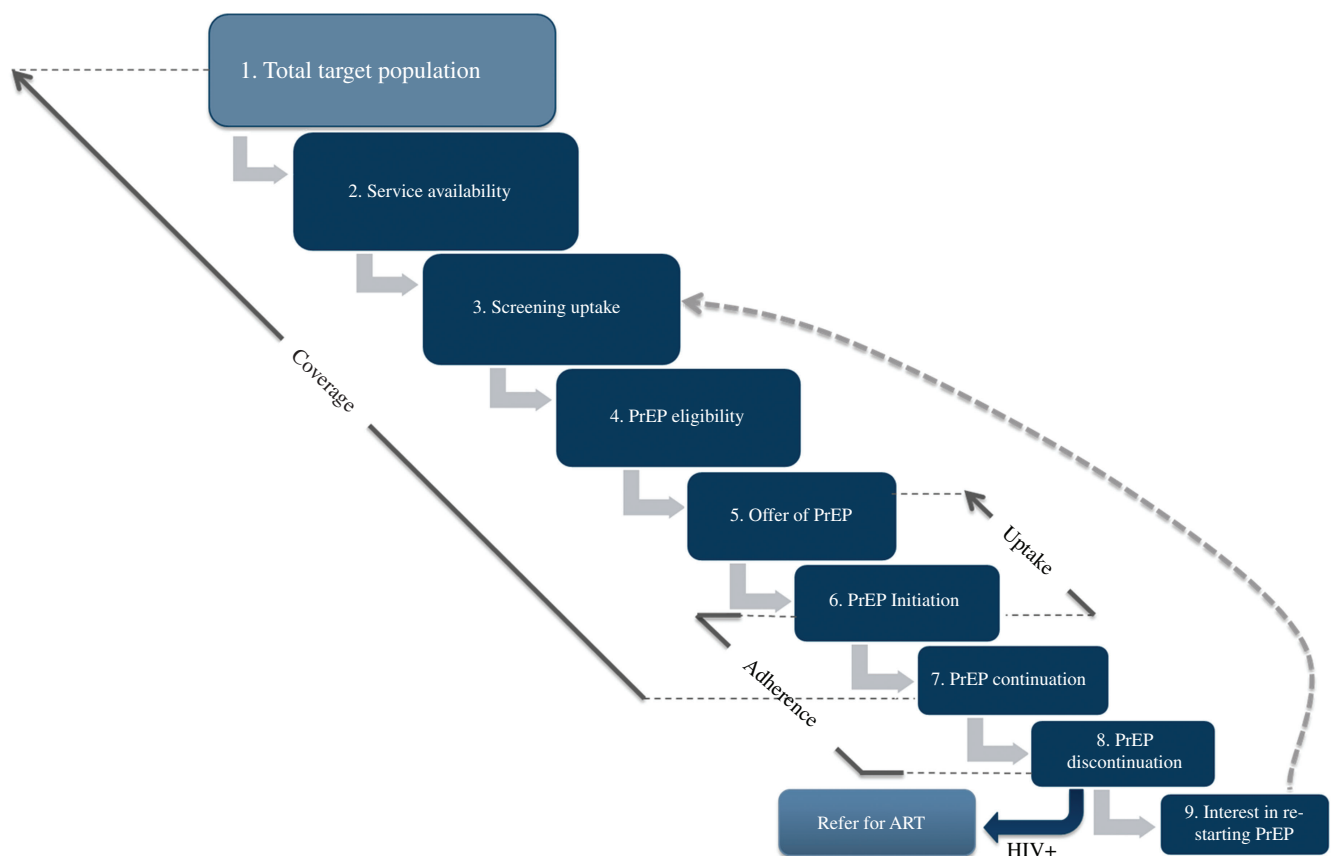 1. Total target population
2. Service availability
3. Screening uptake
Coverage
4. PrEP eligibility
5. Offer of PrEP
Uptake
6. PrEP Initiation
Adherence
7. PrEP continuation
8. PrEP
discontinuation
Refer for ART
HIV+
9. Interest in re-
starting PrEP